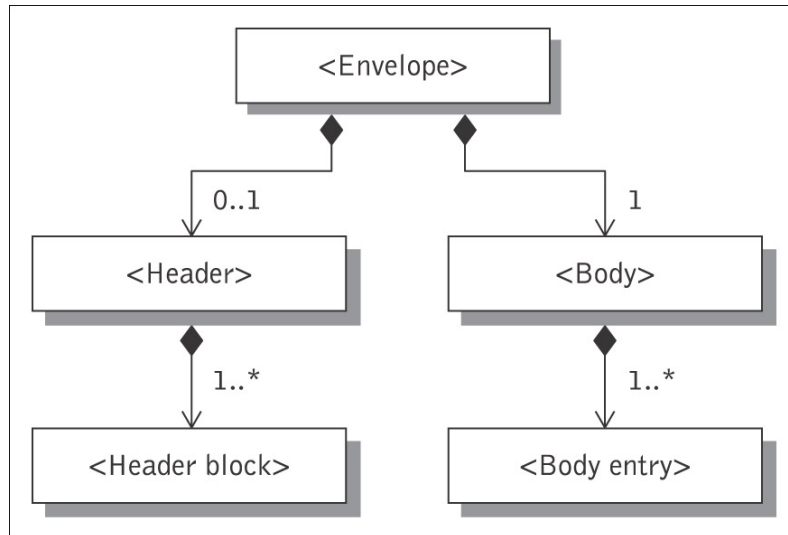 <Envelope>
0..1
1
<Header>
<Body>
1..*
1..*
<Header block>
<Body entry>